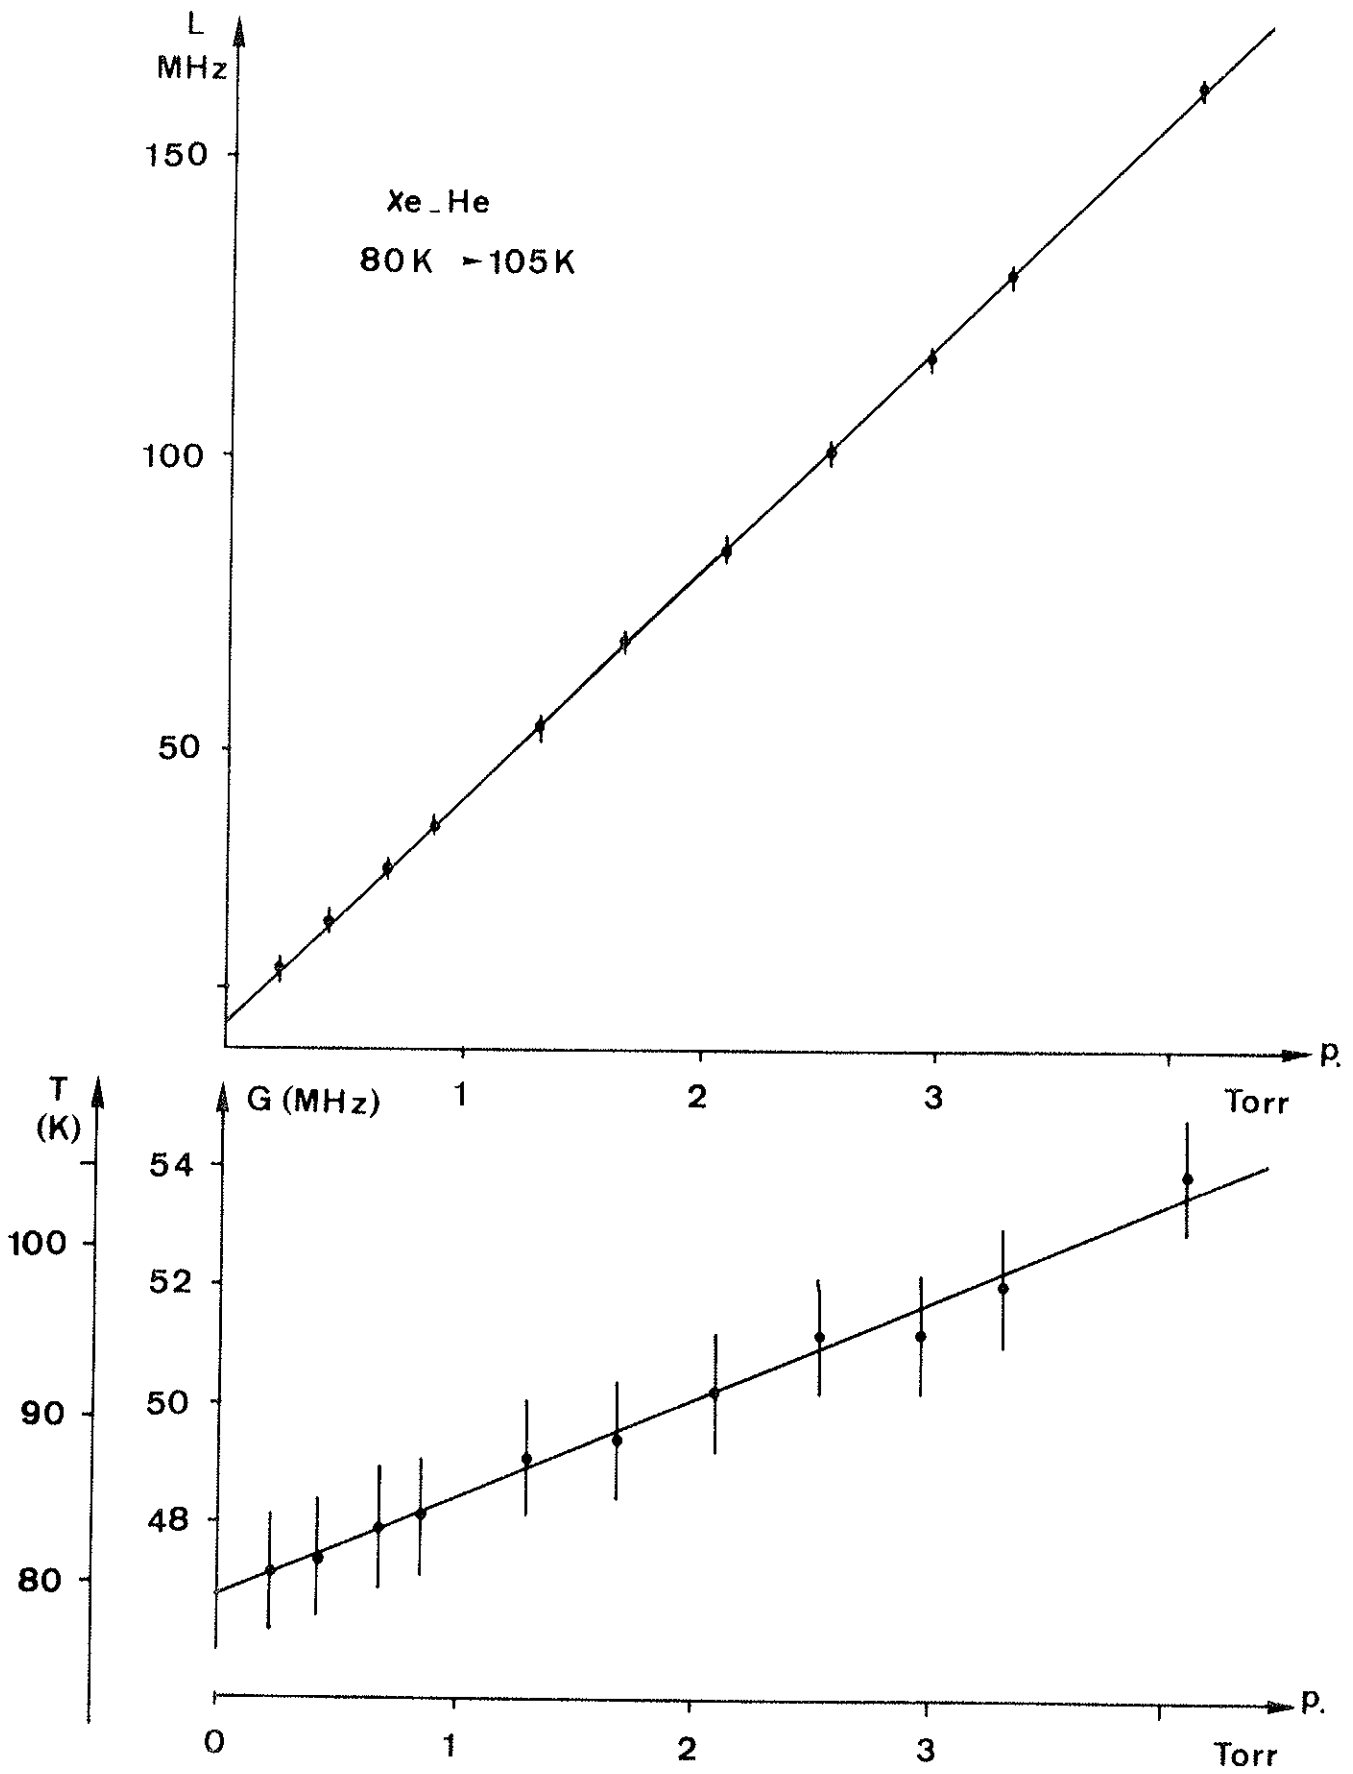 L
MHz
150
Xe_He
80K ➤105K
100
50
p.
1 2 3 Torr
T
(K)
G (MHz)
54
100
52
50
90
48
80
p.
0 1 2 3 Torr